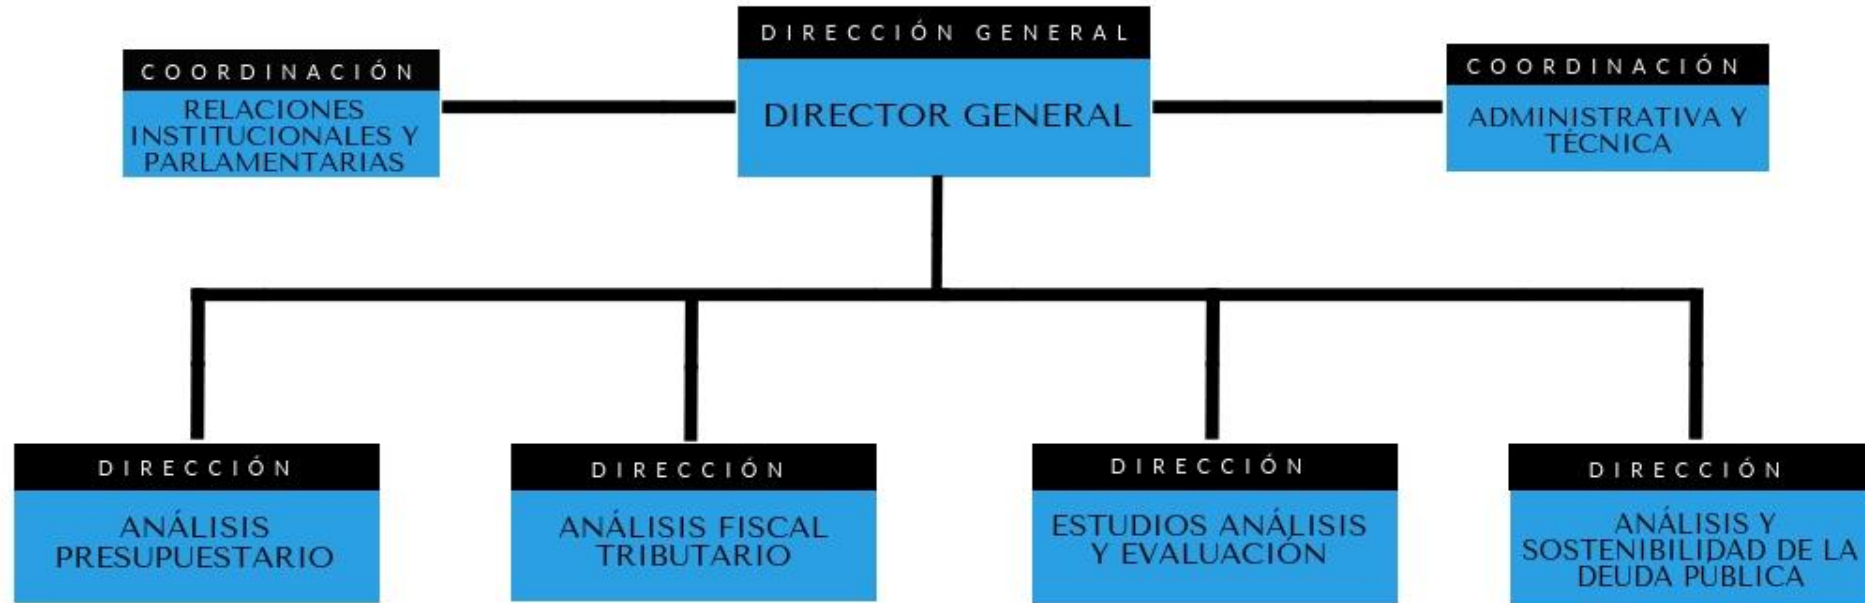 DIRECCIÓN GENERAL
DIRECTOR GENERAL
COORDINACIÓN
RELACIONES
INSTITUCIONALES Y
PARLAMENTARIAS
COORDINACIÓN
ADMINISTRATIVA Y
TÉCNICA
DIRECCIÓN
ANÁLISIS
PRESUPUESTARIO
DIRECCIÓN
ANÁLISIS FISCAL
TRIBUTARIO
DIRECCIÓN
ESTUDIOS ANÁLISIS
Y EVALUACIÓN
DIRECCIÓN
ANÁLISIS Y
SOSTENIBILIDAD DE LA
DEUDA PÚBLICA